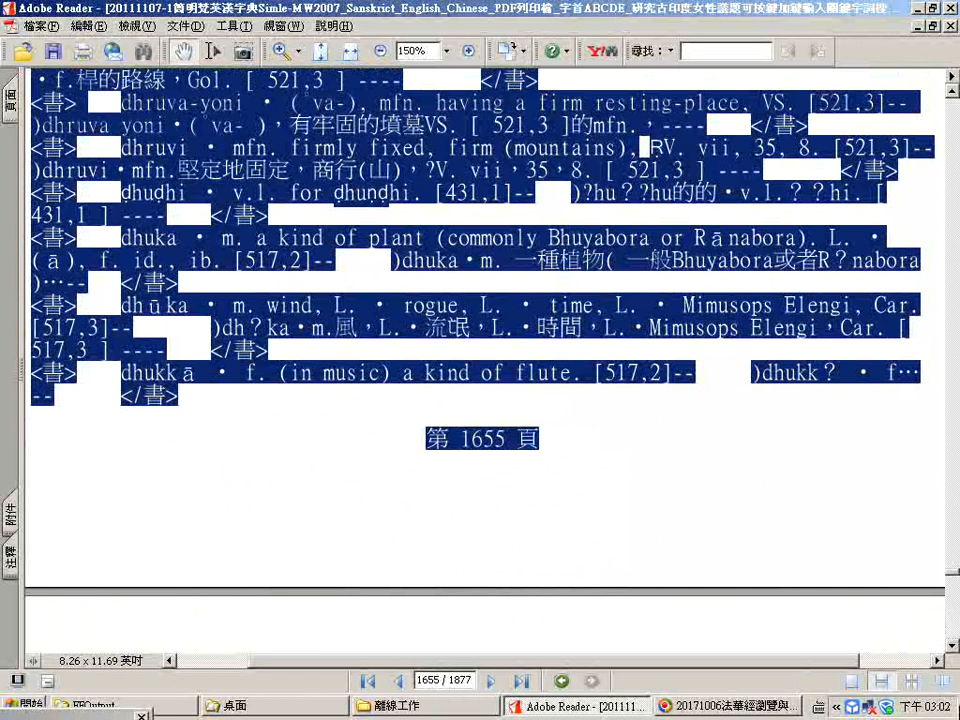 Adobe Reader - [20111107-1簡明梵英漢字典Simle-MW2007_Sanskrict_English_Chinese_PDF列印檔_字首ABCDE_研究古印度女性議題可按鍵加鍵輸入關鍵字詞搜
檔案(F) 編輯(E) 檢視(V) 文件(D) 工具(T) 視窗(W) 說明(H)
150% 尋找：
頁面
‧f.桿的路線，Gol. [ 521,3 ] ---- </書>
<書> dhruva-yoni ‧ (˚va-), mfn. having a firm resting-place, VS. [521,3]--
)dhruva yoni‧(˚va- )，有牢固的墳墓VS. [ 521,3 ]的mfn.，---- </書>
<書> dhruvi ‧ mfn. firmly fixed, firm (mountains), RV. vii, 35, 8. [521,3]--
)dhruvi‧mfn.堅定地固定，商行(山)，?V. vii，35，8. [ 521,3 ] ---- </書>
<書> ḍhuḍhi ‧ v.l. for ḍhuṇḍhi. [431,1]-- )?hu？?hu的的‧v.l.？？hi. [
431,1 ] ---- </書>
<書> dhuka ‧ m. a kind of plant (commonly Bhuyabora or Rānabora). L. ‧
(ā), f. id., ib. [517,2]-- )dhuka‧m. 一種植物( 一般Bhuyabora或者R？nabora
)…-- </書>
<書> dhūka ‧ m. wind, L. ‧ rogue, L. ‧ time, L. ‧ Mimusops Elengi, Car.
[517,3]-- )dh？ka‧m.風，L.‧流氓，L.‧時間，L.‧Mimusops Elengi，Car. [
517,3 ] ---- </書>
<書> dhukkā ‧ f. (in music) a kind of flute. [517,2]-- )dhukk？ ‧ f…
-- </書>
第 1655 頁
附件
注釋
8.26 x 11.69 英吋
1655 / 1877
開始 桌面 離線工作 Adobe Reader - [201111... 20171006法華經瀏覽與... 下午 03:02